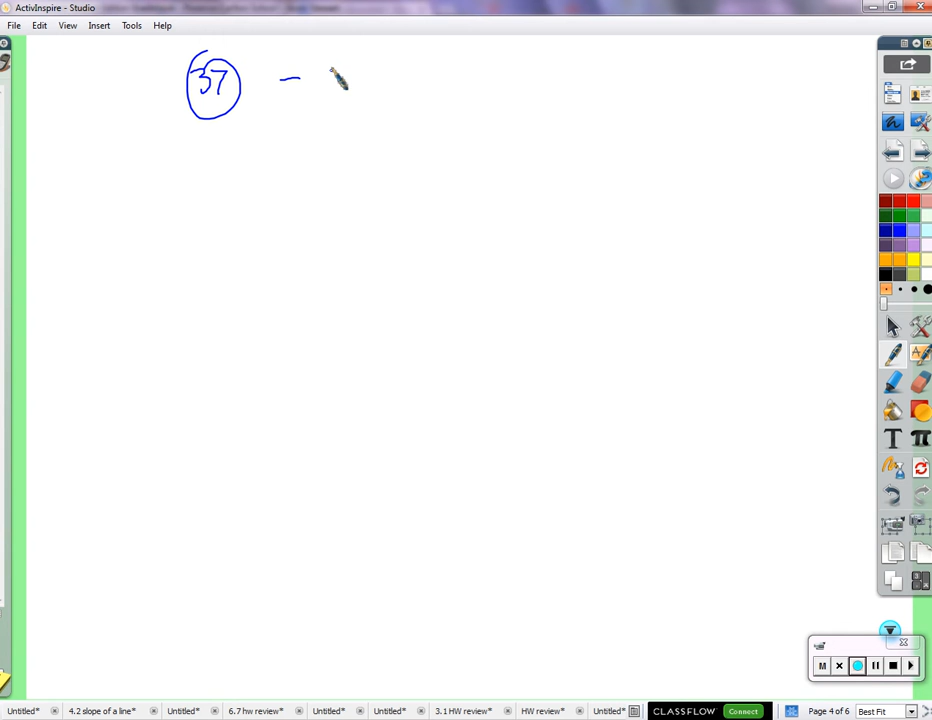 ActivInspire - Studio
File Edit View Insert Tools Help
37 -
Untitled* 4.2 slope of a line* Untitled* 6.7 hw review* Untitled* Untitled* 3.1 HW review* HW review* Untitled* CLASSFLOW Connect Page 4 of 6 Best Fit
M